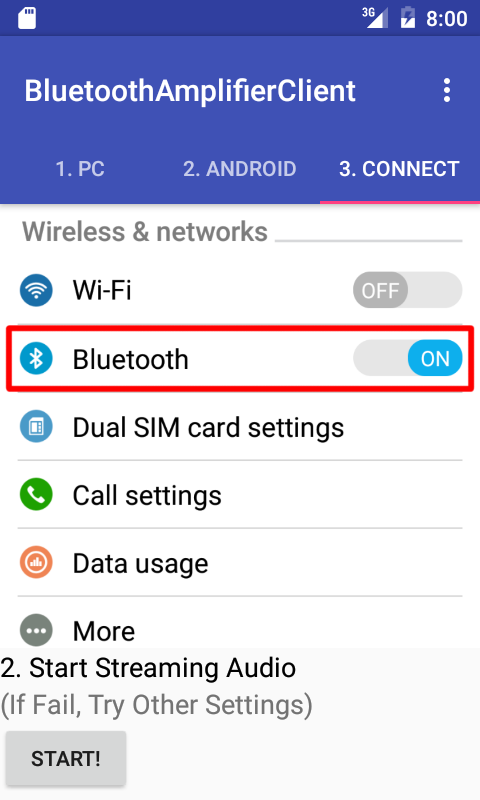 3G 8:00
BluetoothAmplifierClient
1. PC 2. ANDROID 3. CONNECT
Wireless & networks
Wi-Fi OFF
Bluetooth ON
Dual SIM card settings
Call settings
Data usage
More
2. Start Streaming Audio
(If Fail, Try Other Settings)
START!